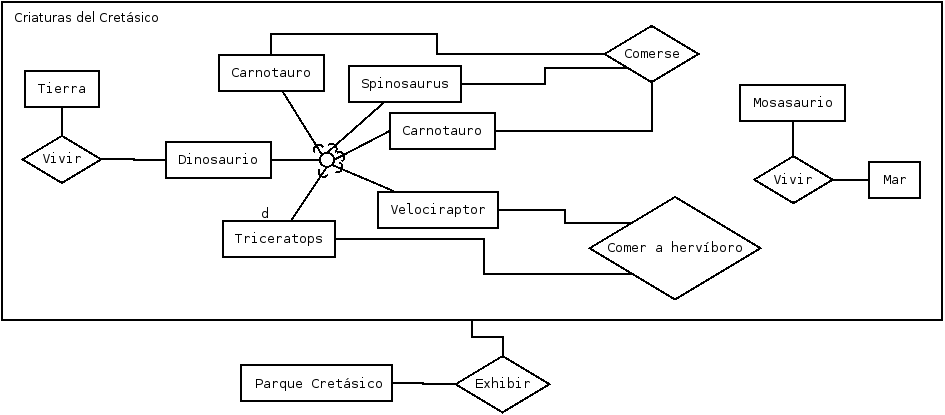 Criaturas del Cretásico
Comerse
Carnotauro
Spinosaurus
Tierra
Mosasaurio
Carnotauro
Vivir
Dinosaurio
Vivir
Mar
Velociraptor
d
Triceratops
Comer a hervíboro
Parque Cretásico
Exhibir